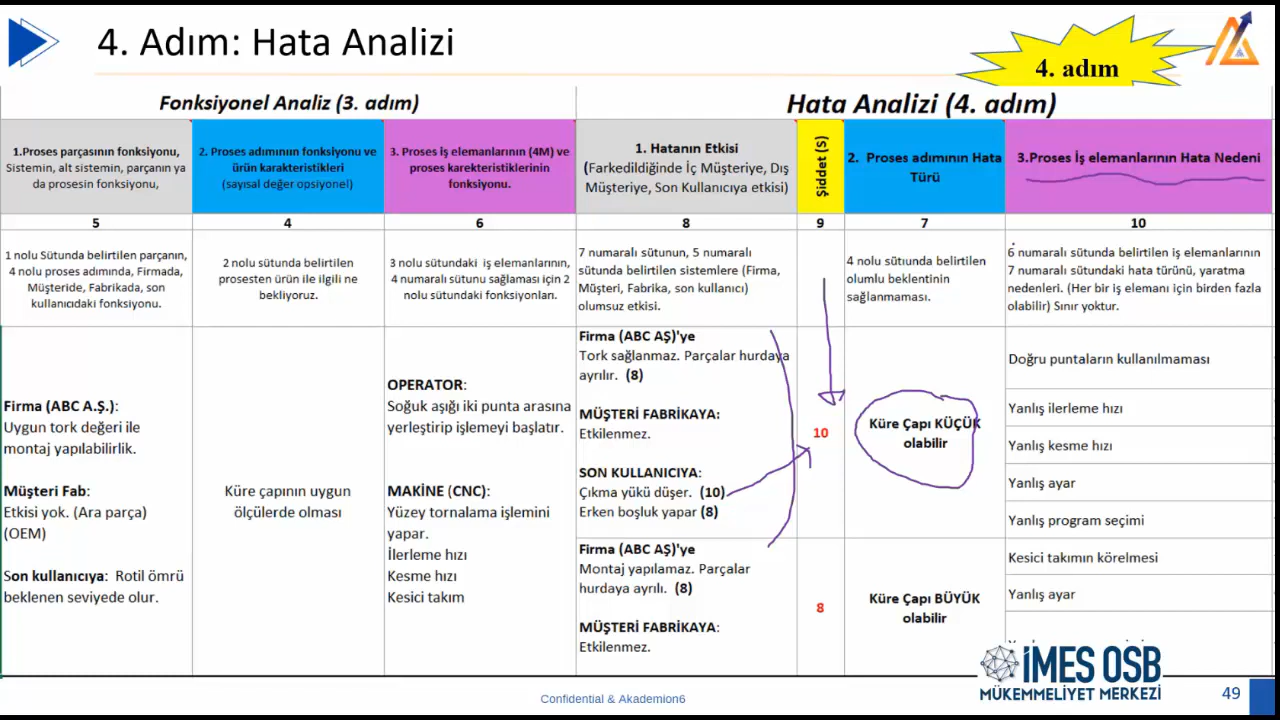 4. Adım: Hata Analizi
4. adım
Fonksiyonel Analiz (3. adım)
Hata Analizi (4. adım)
1.Proses parçasının fonksiyonu,
Sistemin, alt sistemin, parçanın ya
da prosesin fonksiyonu,
2. Proses adımının fonksiyonu ve
ürün karakteristikleri
(sayısal değer opsiyonel)
3. Proses iş elemanlarının (4M) ve
proses karekteristiklerinin
fonksiyonu.
1. Hatanın Etkisi
(Farkedildiğinde İç Müşteriye, Dış
Müşteriye, Son Kullanıcıya etkisi)
Şiddet (Ş)
2. Proses adımının Hata
Türü
3.Proses İş elemanlarının Hata Nedeni
5
4
6
8
9
7
10
1 nolu Sütunda belirtilen parçanın,
4 nolu proses adımında, Firmada,
Müşteride, Fabrikada, son
kullanıcıdaki fonksiyonu.
2 nolu sütunda belirtilen
prosesten ürün ile ilgili ne
bekliyoruz.
3 nolu sütundaki iş elemanlarının,
4 numaralı sütunu sağlaması için 2
nolu sütundaki fonksiyonları.
7 numaralı sütunun, 5 numaralı
sütunda belirtilen sistemlere (Firma,
Müşteri, Fabrika, son kullanıcı)
olumsuz etkisi.
4 nolu sütıunda belirtilen
olumlu beklentinin
sağlanmaması.
6 numaralı sütunda belirtilen iş elemanlarının
7 numaralı sütundaki hata türünü, yaratma
nedenleri. (Her bir iş elemanı için birden fazla
olabilir) Sınır yoktur.
Firma (ABC A.Ş.):
Uygun tork değeri ile
montaj yapılabilirlik.
Müşteri Fab:
Etkisi yok. (Ara parça)
(OEM)
Son kullanıcıya: Rotil ömrü
beklenen seviyede olur.
Küre çapının uygun
ölçülerde olması
OPERATOR:
Soğuk aşığı iki punta arasına
yerleştirip işlemeyi başlatır.
MAKİNE (CNC):
Yüzey tornalama işlemini
yapar.
İlerleme hızı
Kesme hızı
Kesici takım
Firma (ABC AŞ)'ye
Tork sağlanmaz. Parçalar hurdaya
ayrılır. (8)
MÜŞTERİ FABRİKAYA:
Etkilenmez.
SON KULLANICIYA:
Çıkma yükü düşer. (10)
Erken boşluk yapar (8)
10
Küre Çapı KÜÇÜK
olabilir
Doğru puntaların kullanılmaması
Yanlış ilerleme hızı
Yanlış kesme hızı
Yanlış ayar
Yanlış program seçimi
Firma (ABC AŞ)'ye
Montaj yapılamaz. Parçalar
hurdaya ayrılı. (8)
MÜŞTERİ FABRİKAYA:
Etkilenmez.
8
Küre Çapı BÜYÜK
olabilir
Kesici takımın körelmesi
Yanlış ayar
İMES OSB
MÜKEMMELİYET MERKEZİ
Confidential & Akademion6
49